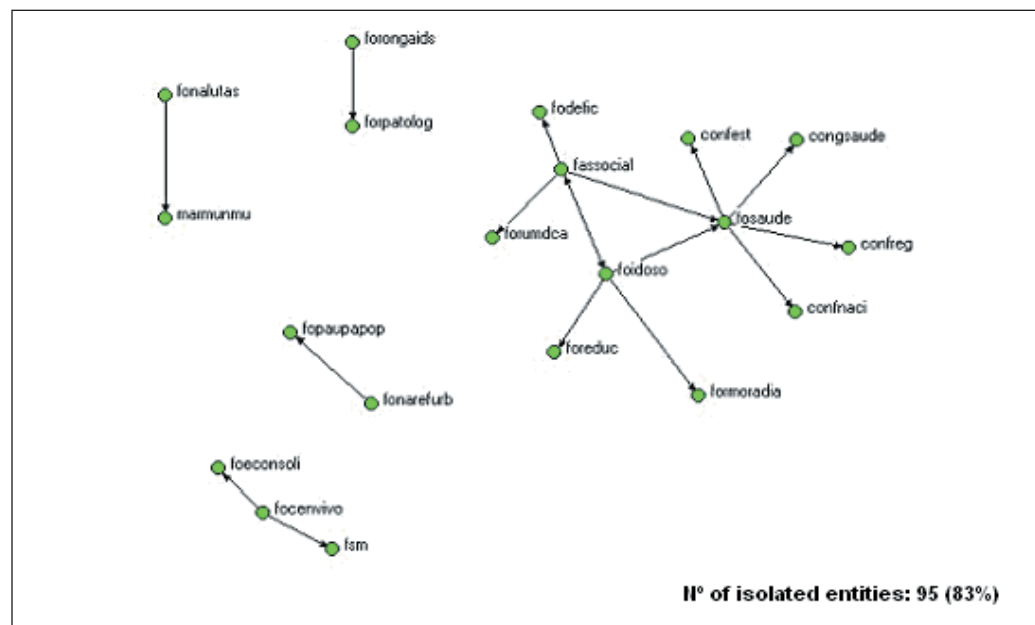 forongaids
fonalutas
forpatolog
fodefic
confest
congsaude
fassocial
marmunmu
fosaude
forumdca
confreg
foidoso
confnaci
fopaupapop
foreduc
formoradia
fonarefurb
foeconsoli
focenvivo
fsm
Nº of isolated entities: 95 (83%)